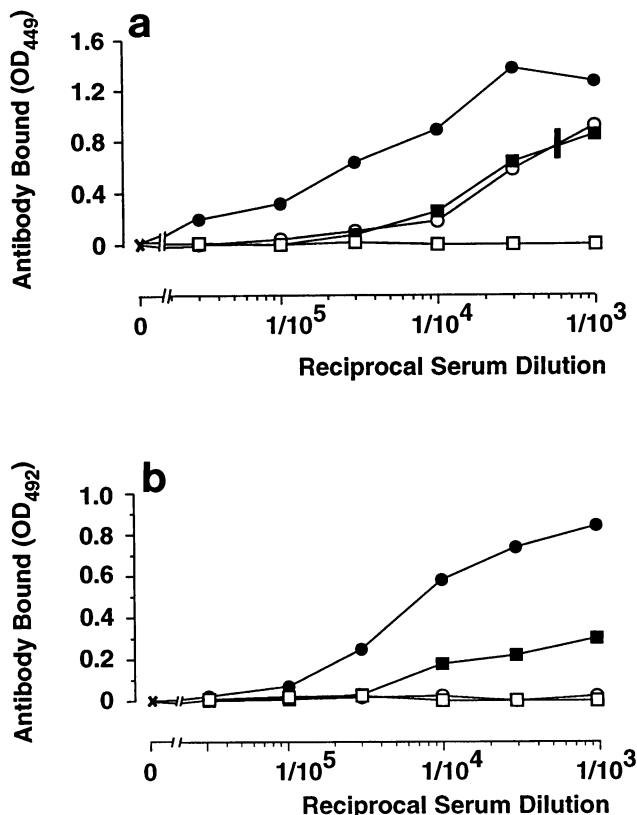 a
Antibody Bound (OD449)
1.6
1.2
0.8
0.4
0
0 1/10^5 1/10^4 1/10^3
Reciprocal Serum Dilution
b
Antibody Bound (OD492)
1.0
0.8
0.6
0.4
0.2
0
0 1/10^5 1/10^4 1/10^3
Reciprocal Serum Dilution